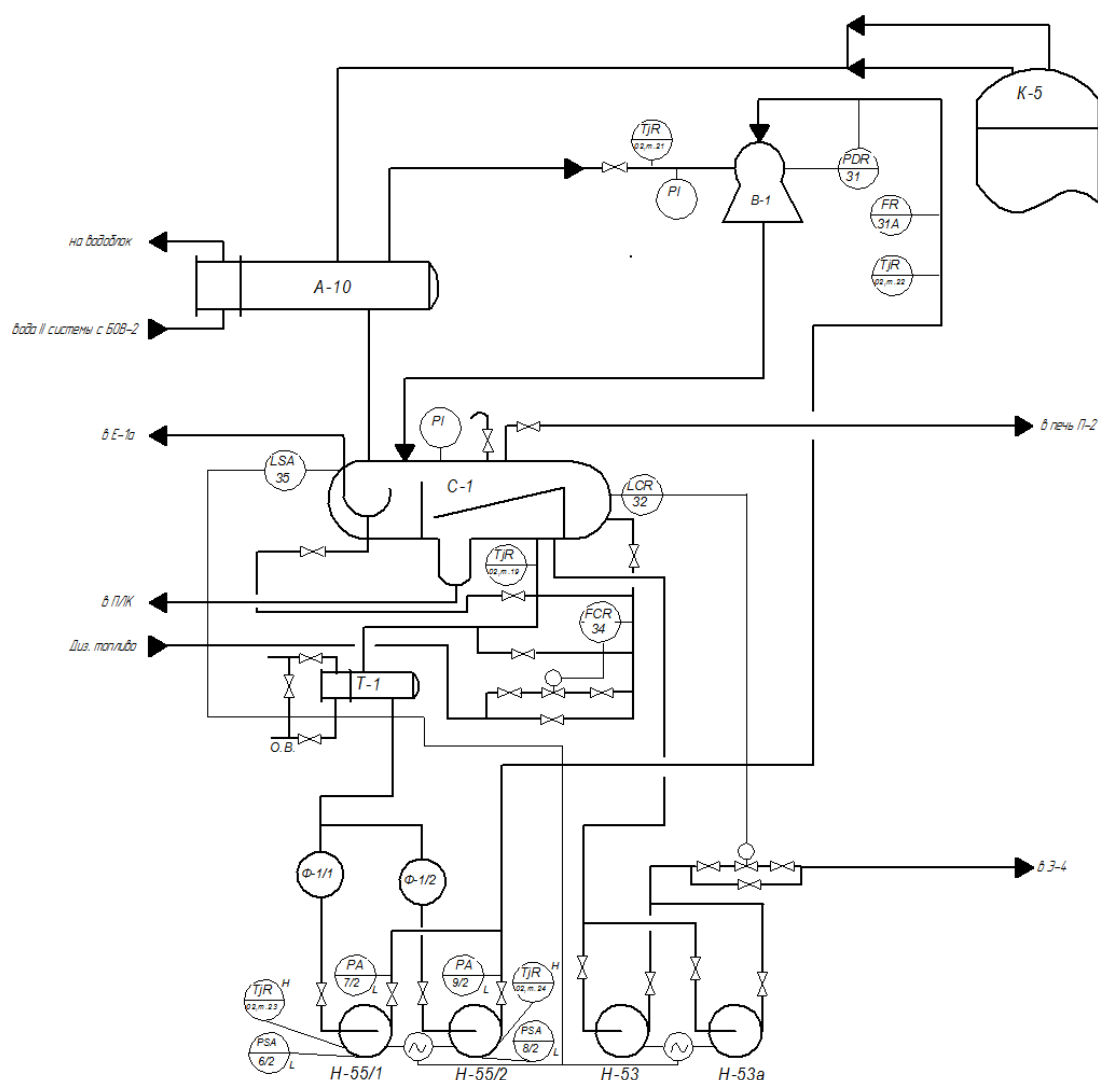 К-5
TjR
02,т.21
PDR
31
PI
В-1
FR
31А
на водоблок
А-10
TjR
02,т.22
вода II системы с БОВ-2
в Е-1а
PI
в печь П-2
LSA
35
С-1
LCR
32
TjR
02,т.19
в ПЛК
FCR
34
Диз. топливо
Т-1
О.В.
Ф-1/1
Ф-1/2
в Э-4
PA
7/2
L
PA
9/2
L
TjR
02,т.24
H
TjR
02,т.23
H
PSA
8/2
L
PSA
6/2
L
Н-55/1
Н-55/2
Н-53
Н-53а